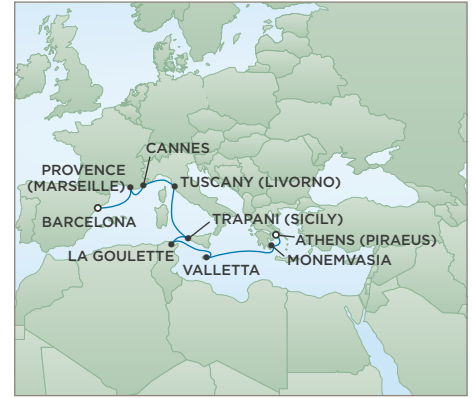 CANNES
PROVENCE
(MARSEILLE)
TUSCANY (LIVORNO)
BARCELONA
TRAPANI (SICILY)
ATHENS (PIRAEUS)
LA GOULETTE
MONEMVASIA
VALLETTA